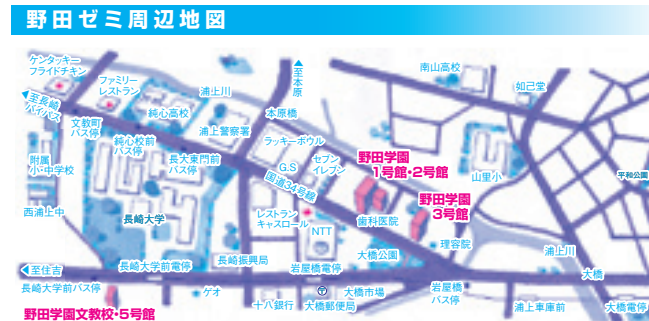 野田ゼミ周辺地図
ケンタッキー
フライドチキン
ファミリー
レストラン
至長崎
バイパス
文教町
バス停
純心高校
浦上川
浦上警察署
至本原
本原橋
南山高校
如己堂
純心校前
バス停
長大東門前
バス停
ラッキーボウル
G.S
セブン
イレブン
国道34号線
野田学園
1号館・2号館
野田学園
3号館
山里小
平和公園
附属
小・中学校
西浦上中
長崎大学
レストラン
キャスロール
NTT
歯科医院
大橋公園
理容院
浦上川
大橋
至住吉
長崎大学前電停
長崎振興局
岩屋橋電停
長崎大学前バス停
ゲオ
十八銀行
〒
大橋郵便局
大橋市場
岩屋橋
バス停
浦上車庫前
大橋電停
野田学園文教校・5号館